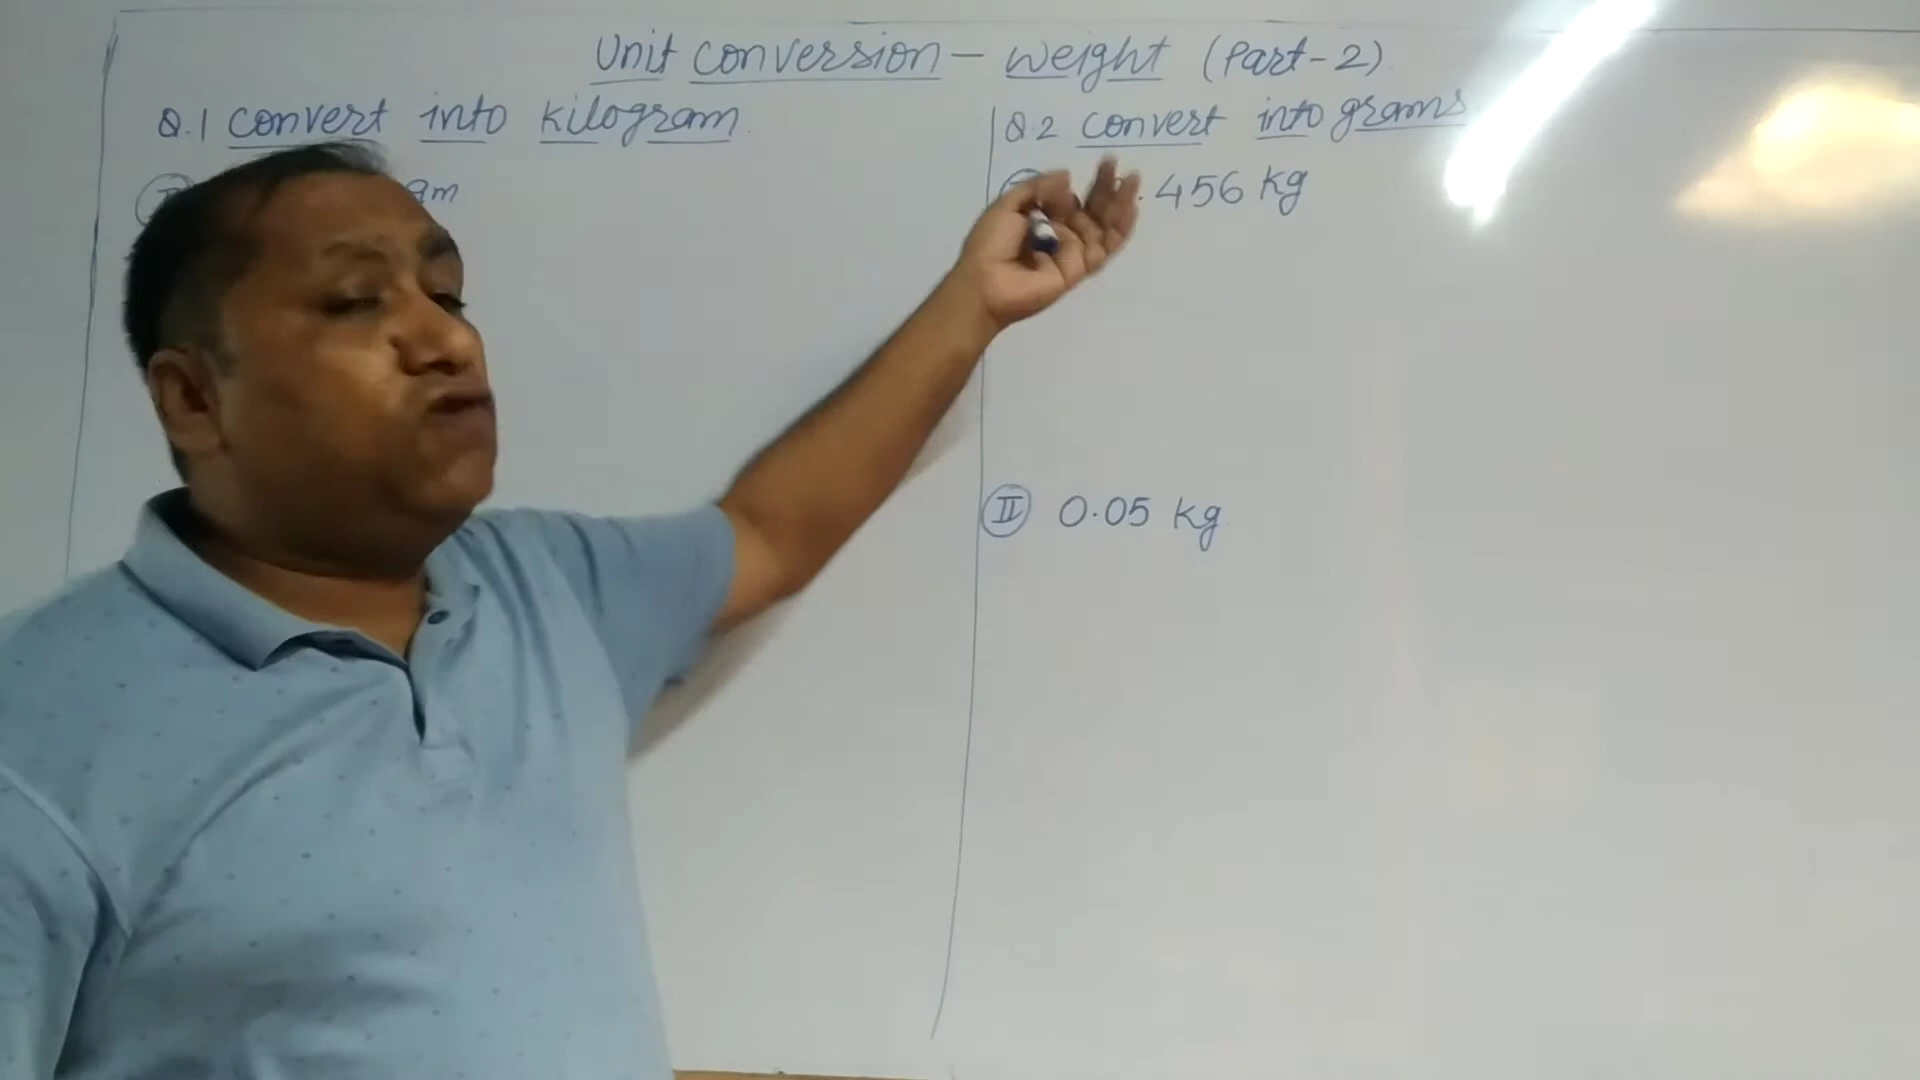 Unit conversion - Weight (Part-2)
Q.1 convert into kilogram
gm
Q.2 convert into grams
.456 kg
II 0.05 kg